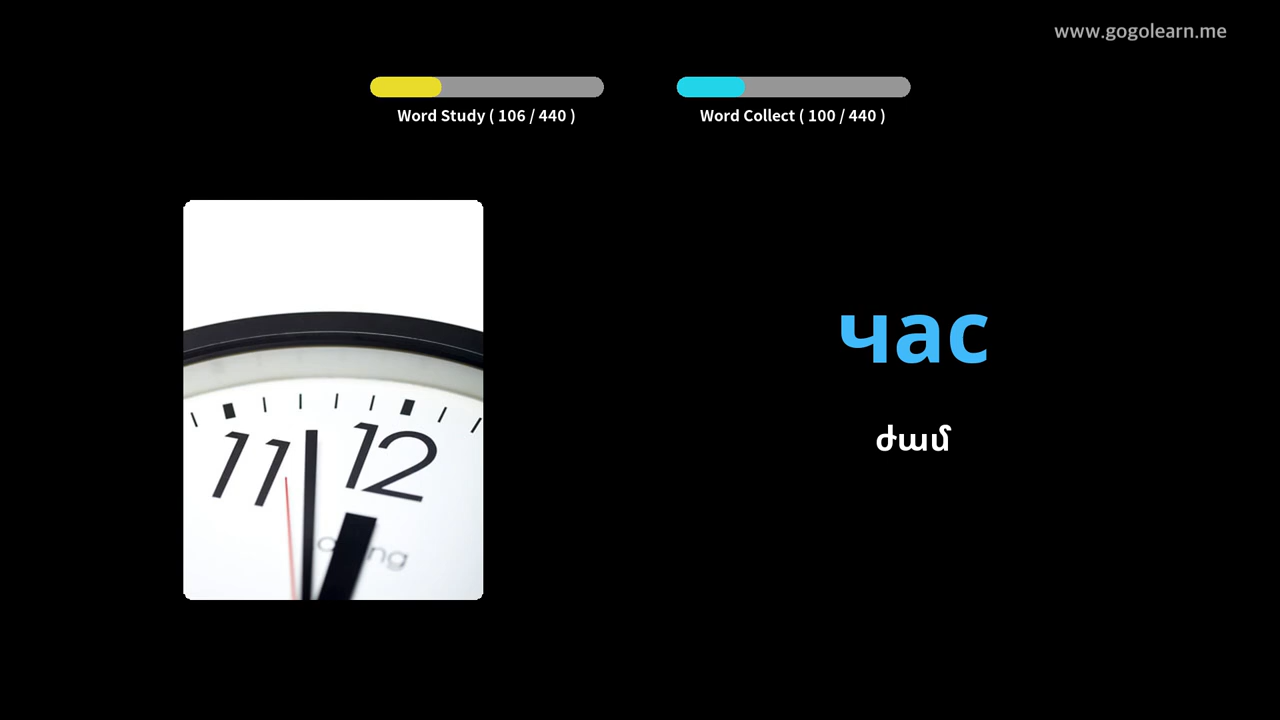 www.gogolearn.me
Word Study ( 106 / 440 )
Word Collect ( 100 / 440 )
11
12
час
ժամ